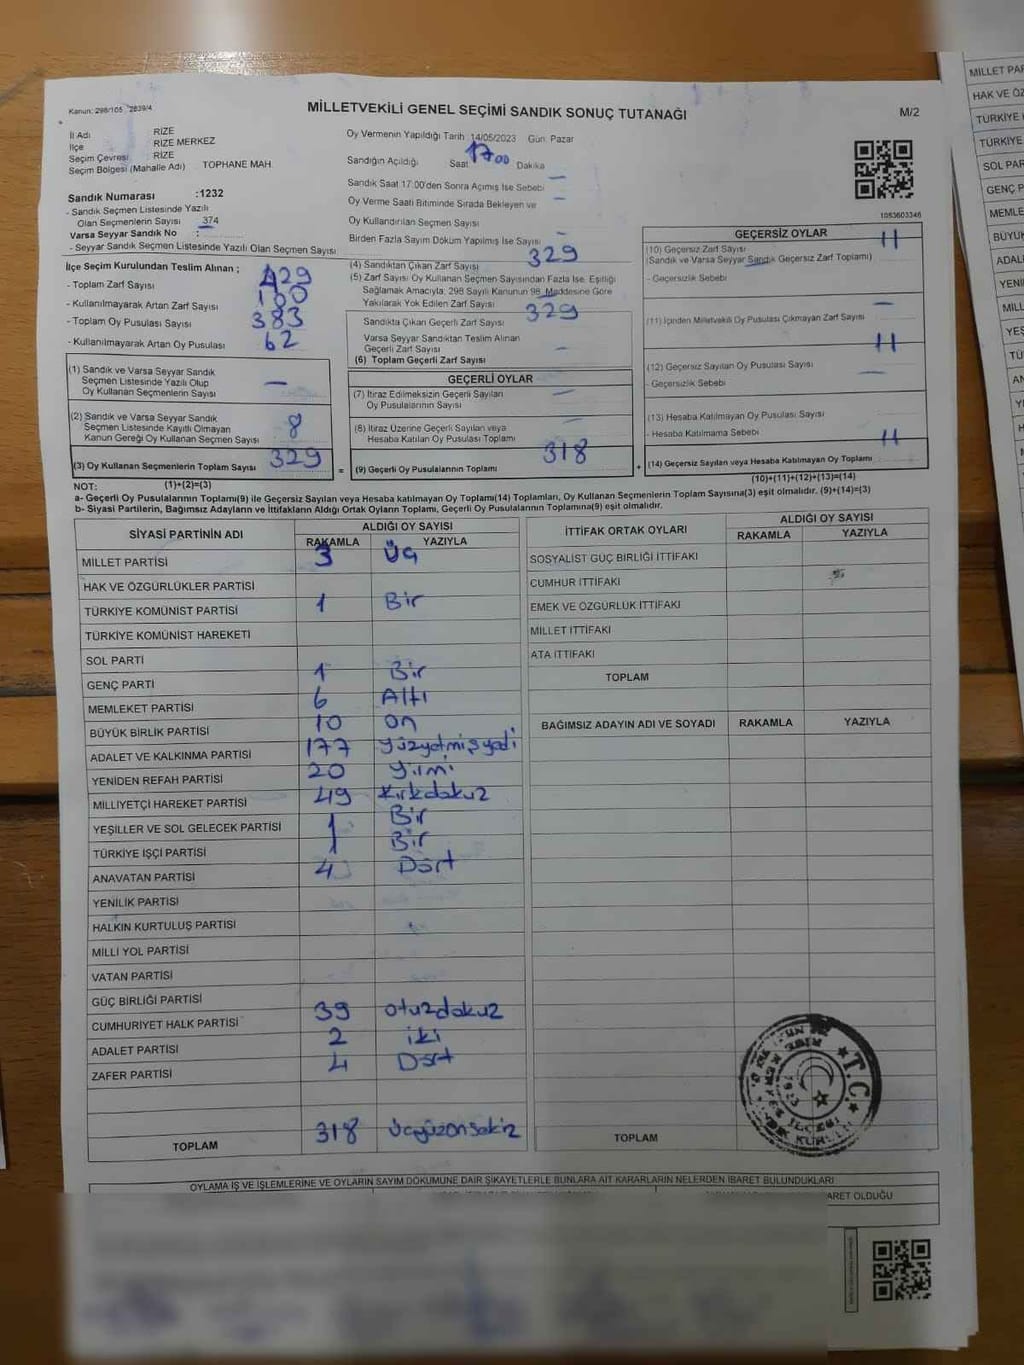 Kanun: 298/105 2839/4
MİLLETVEKİLİ GENEL SEÇİMİ SANDIK SONUÇ TUTANAĞI
M/2
İl Adı RİZE
İlçe RİZE MERKEZ
Seçim Çevresi RİZE
Seçim Bölgesi (Mahalle Adı) TOPHANE MAH.
Oy Vermenin Yapıldığı Tarih 14/05/2023 Gün Pazar
Sandığın Açıldığı Saat 17 00 Dakika
Sandık Saat 17.00'den Sonra Açımış İse Sebebi –
Oy Verme Saati Bitiminde Sırada Bekleyen ve –
Oy Kullandırılan Seçmen Sayısı
Birden Fazla Sayım Döküm Yapılmış İse Sayısı –
Sandık Numarası :1232
- Sandık Seçmen Listesinde Yazılı
Olan Seçmenlerin Sayısı 374
Varsa Seyyar Sandık No :
- Seyyar Sandık Seçmen Listesinde Yazılı Olan Seçmen Sayısı
İlçe Seçim Kurulundan Teslim Alınan ;
- Toplam Zarf Sayısı 429
- Kullanılmayarak Artan Zarf Sayısı 100
- Toplam Oy Pusulası Sayısı 383
- Kullanılmayarak Artan Oy Pusulası 62
(1) Sandık ve Varsa Seyyar Sandık
Seçmen Listesinde Yazılı Olup
Oy Kullanan Seçmenlerin Sayısı –
(2) Sandık ve Varsa Seyyar Sandık
Seçmen Listesinde Kayıtlı Olmayan
Kanun Gereği Oy Kullanan Seçmen Sayısı 8
(3) Oy Kullanan Seçmenlerin Toplam Sayısı 329
(1)+(2)=(3)
(4) Sandıktan Çıkan Zarf Sayısı 329
(5) Zarf Sayısı Oy Kullanan Seçmen Sayısından Fazla İse, Eşitliği
Sağlamak Amacıyla, 298 Sayılı Kanunun 98. Maddesine Göre
Yakılarak Yok Edilen Zarf Sayısı
Sandıkta Çıkan Geçerli Zarf Sayısı 329
Varsa Seyyar Sandıktan Teslim Alınan
Geçerli Zarf Sayısı –
(6) Toplam Geçerli Zarf Sayısı
GEÇERLİ OYLAR
(7) İtiraz Edilmeksizin Geçerli Sayılan –
Oy Pusulalarının Sayısı
(8) İtiraz Üzerine Geçerli Sayılan veya –
Hesaba Katılan Oy Pusulası Toplamı
= (9) Geçerli Oy Pusulalarının Toplamı 318 +
1053603346
GEÇERSİZ OYLAR
(10) Geçersiz Zarf Sayısı 11
(Sandık ve Varsa Seyyar Sandık Geçersiz Zarf Toplamı)
- Geçersizlik Sebebi
(11) İçinden Milletvekili Oy Pusulası Çıkmayan Zarf Sayısı –
(12) Geçersiz Sayılan Oy Pusulası Sayısı 11
- Geçersizlik Sebebi –
(13) Hesaba Katılmayan Oy Pusulası Sayısı
- Hesaba Katılmama Sebebi
(14) Geçersiz Sayılan veya Hesaba Katılmayan Oy Toplamı 11
(10)+(11)+(12)+(13)=(14)
NOT:
a- Geçerli Oy Pusulalarının Toplamı(9) ile Geçersiz Sayılan veya Hesaba katılmayan Oy Toplamı(14) Toplamları, Oy Kullanan Seçmenlerin Toplam Sayısına(3) eşit olmalıdır. (9)+(14)=(3)
b- Siyasi Partilerin, Bağımsız Adayların ve İttifakların Aldığı Ortak Oyların Toplamı, Geçerli Oy Pusulalarının Toplamına(9) eşit olmalıdır.
SİYASİ PARTİNİN ADI ALDIĞI OY SAYISI
RAKAMLA YAZIYLA
MİLLET PARTİSİ 3 Üç
HAK VE ÖZGÜRLÜKLER PARTİSİ
TÜRKİYE KOMÜNİST PARTİSİ 1 Bir
TÜRKİYE KOMÜNİST HAREKETİ
SOL PARTİ
GENÇ PARTİ 1 Bir
MEMLEKET PARTİSİ 6 Altı
BÜYÜK BİRLİK PARTİSİ 10 On
ADALET VE KALKINMA PARTİSİ 177 Yüzyetmişyedi
YENİDEN REFAH PARTİSİ 20 Yirmi
MİLLİYETÇİ HAREKET PARTİSİ 49 Kırkdokuz
YEŞİLLER VE SOL GELECEK PARTİSİ 1 Bir
TÜRKİYE İŞÇİ PARTİSİ 1 Bir
ANAVATAN PARTİSİ 4 Dört
YENİLİK PARTİSİ
HALKIN KURTULUŞ PARTİSİ
MİLLİ YOL PARTİSİ
VATAN PARTİSİ
GÜÇ BİRLİĞİ PARTİSİ
CUMHURİYET HALK PARTİSİ 39 otuzdokuz
ADALET PARTİSİ 2 iki
ZAFER PARTİSİ 4 Dört
TOPLAM 318 Üçyüzonsekiz
İTTİFAK ORTAK OYLARI ALDIĞI OY SAYISI
RAKAMLA YAZIYLA
SOSYALİST GÜÇ BİRLİĞİ İTTİFAKI
CUMHUR İTTİFAKI
EMEK VE ÖZGÜRLÜK İTTİFAKI
MİLLET İTTİFAKI
ATA İTTİFAKI
TOPLAM
BAĞIMSIZ ADAYIN ADI VE SOYADI RAKAMLA YAZIYLA
TOPLAM
T.C.
OYLAMA İŞ VE İŞLEMLERİNE VE OYLARIN SAYIM DÖKÜMÜNE DAİR ŞİKAYETLERLE BUNLARA AİT KARARLARIN NELERDEN İBARET BULUNDUKLARI
ARET OLDUĞU
MİLLET PAR
HAK VE ÖZ
TÜRKİYE
TÜRKİYE
SOL PAR
GENÇ P
MEMLE
BÜYÜK
ADAL
YENİ
MİLL
YEŞ
TÜ
AN